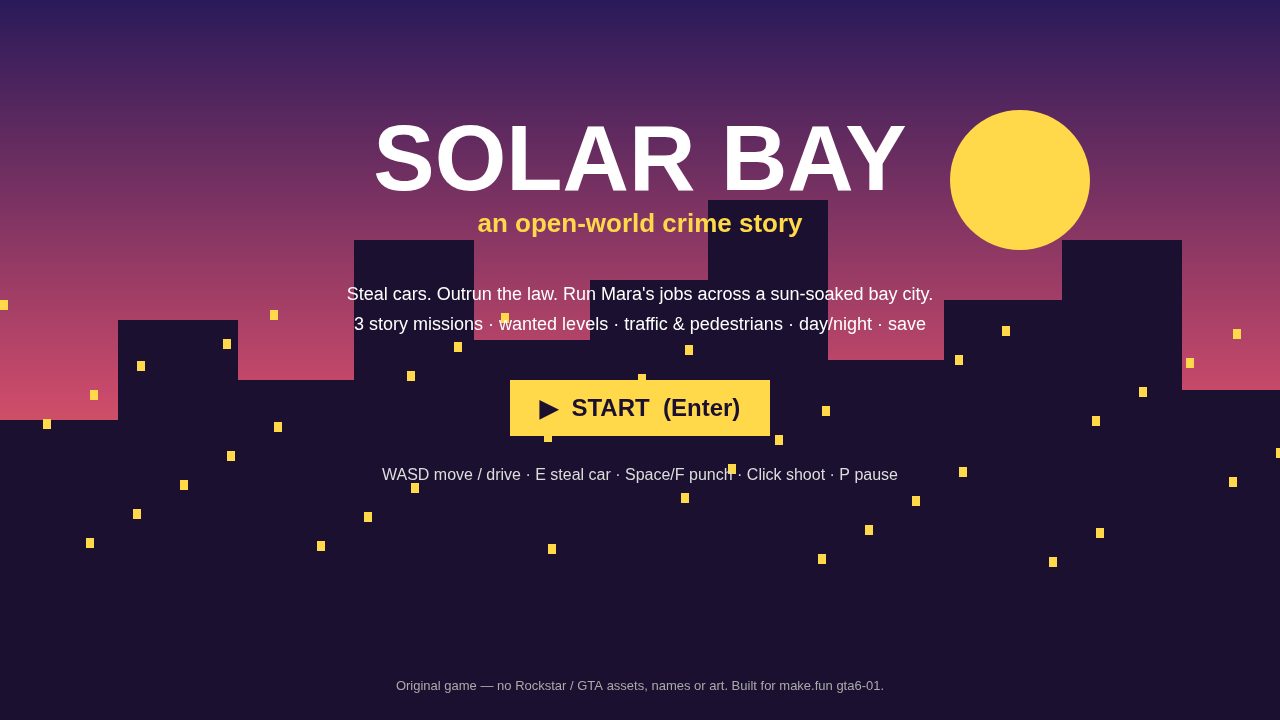 SOLAR BAY
an open-world crime story
Steal cars. Outrun the law. Run Mara's jobs across a sun-soaked bay city.
3 story missions · wanted levels · traffic & pedestrians · day/night · save
▶ START (Enter)
WASD move / drive · E steal car · Space/F punch · Click shoot · P pause
Original game — no Rockstar / GTA assets, names or art. Built for make.fun gta6-01.